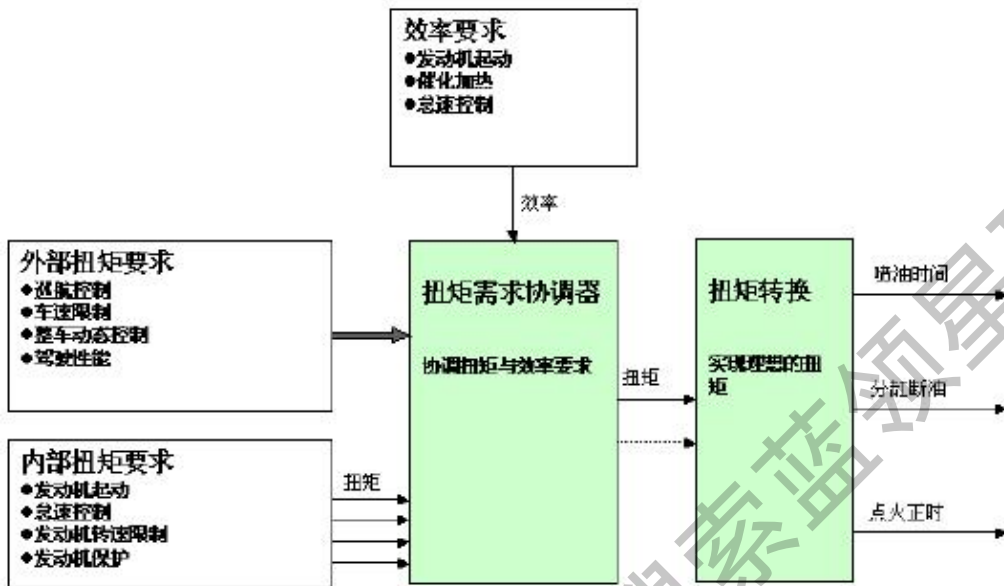 效率要求
●发动机起动
●催化加热
●怠速控制
效率
外部扭矩要求
●巡航控制
●车速限制
●整车动态控制
●驾驶性能
扭矩需求协调器
协调扭矩与效率要求
扭矩
扭矩转换
实现理想的扭
矩
喷油时间
分缸断油
点火正时
内部扭矩要求
●发动机起动
●怠速控制
●发动机转速限制
●发动机保护
扭矩
搜索蓝领星